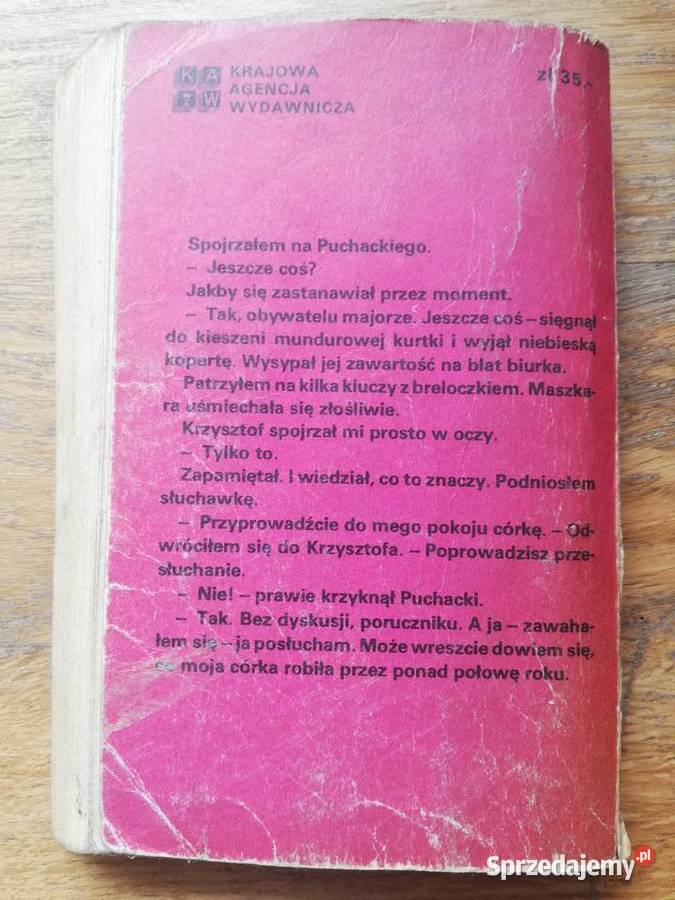 KA
RW
KRAJOWA
AGENCJA
WYDAWNICZA
zł 35,-
Spojrzałem na Puchackiego.
– Jeszcze coś?
Jakby się zastanawiał przez moment.
– Tak, obywatelu majorze. Jeszcze coś – sięgnął
do kieszeni mundurowej kurtki i wyjął niebieską
kopertę. Wysypał jej zawartość na blat biurka.
Patrzyłem na kilka kluczy z breloczkiem. Maszka-
ra uśmiechała się złośliwie.
Krzysztof spojrzał mi prosto w oczy.
– Tylko to.
Zapamiętał. I wiedział, co to znaczy. Podniosłem
słuchawkę.
– Przyprowadźcie do mego pokoju córkę. – Od-
wróciłem się do Krzysztofa. – Poprowadzisz prze-
słuchanie.
– Nie! – prawie krzyknął Puchacki.
– Tak. Bez dyskusji, poruczniku. A ja – zawaha-
łem się – ja posłucham. Może wreszcie dowiem się,
co moja córka robiła przez ponad połowę roku.
Sprzedajemy.pl